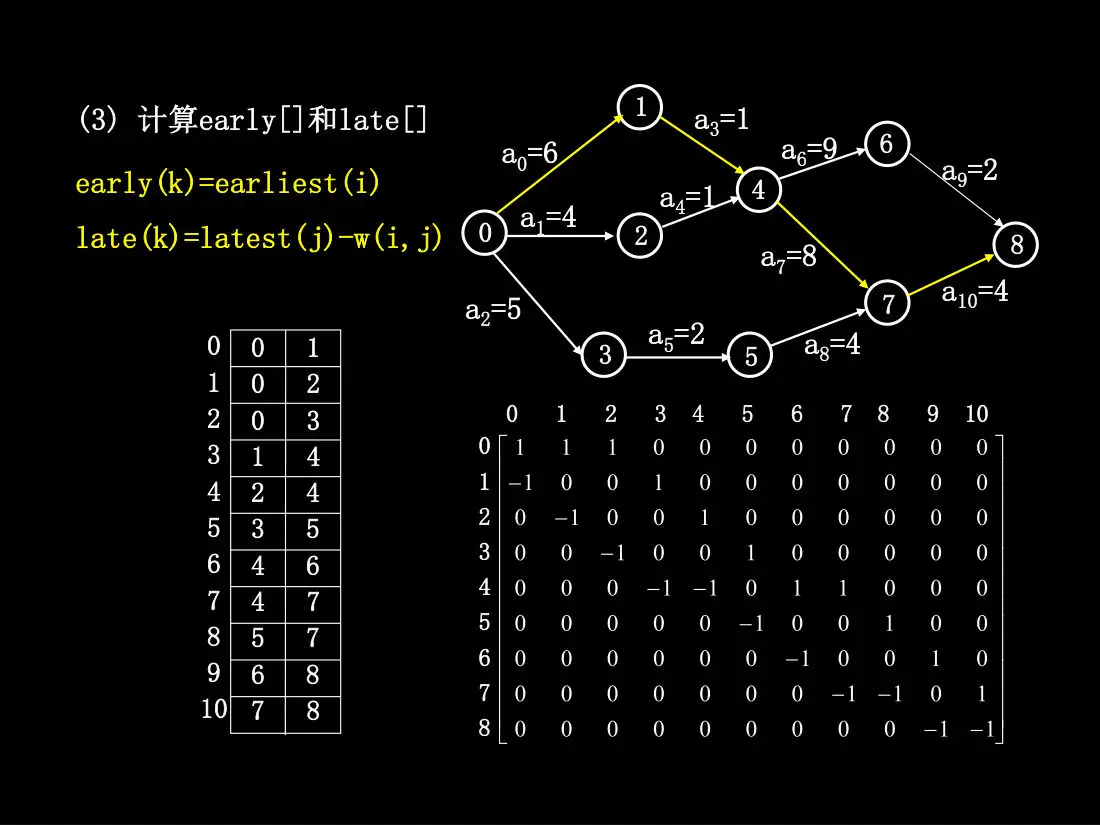 (3) 计算early[]和late[]
early(k)=earliest(i)
late(k)=latest(j)-w(i,j)
a0=6
a1=4
a2=5
a3=1
a4=1
a5=2
a6=9
a7=8
a8=4
a9=2
a10=4
0
1
2
3
4
5
6
7
8
0 0 1
1 0 2
2 0 3
3 1 4
4 2 4
5 3 5
6 4 6
7 4 7
8 5 7
9 6 8
10 7 8
0 1 2 3 4 5 6 7 8 9 10
0 1 1 1 0 0 0 0 0 0 0 0
1 −1 0 0 1 0 0 0 0 0 0 0
2 0 −1 0 0 1 0 0 0 0 0 0
3 0 0 −1 0 0 1 0 0 0 0 0
4 0 0 0 −1 −1 0 1 1 0 0 0
5 0 0 0 0 0 −1 0 0 1 0 0
6 0 0 0 0 0 0 −1 0 0 1 0
7 0 0 0 0 0 0 0 −1 −1 0 1
8 0 0 0 0 0 0 0 0 0 −1 −1